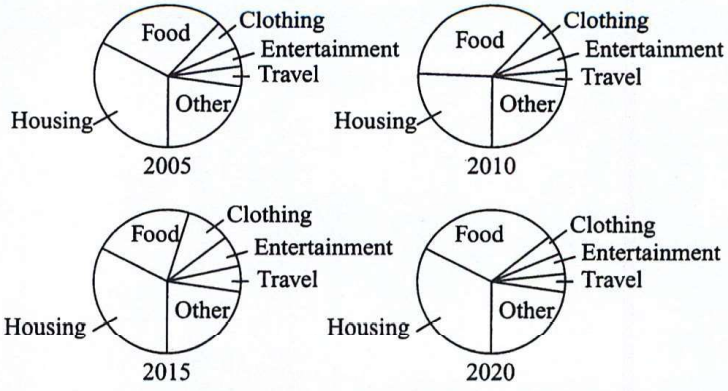 Food
Clothing
Entertainment
Travel
Other
Housing
2005
Food
Clothing
Entertainment
Travel
Other
Housing
2010
Food
Clothing
Entertainment
Travel
Other
Housing
2015
Food
Clothing
Entertainment
Travel
Other
Housing
2020